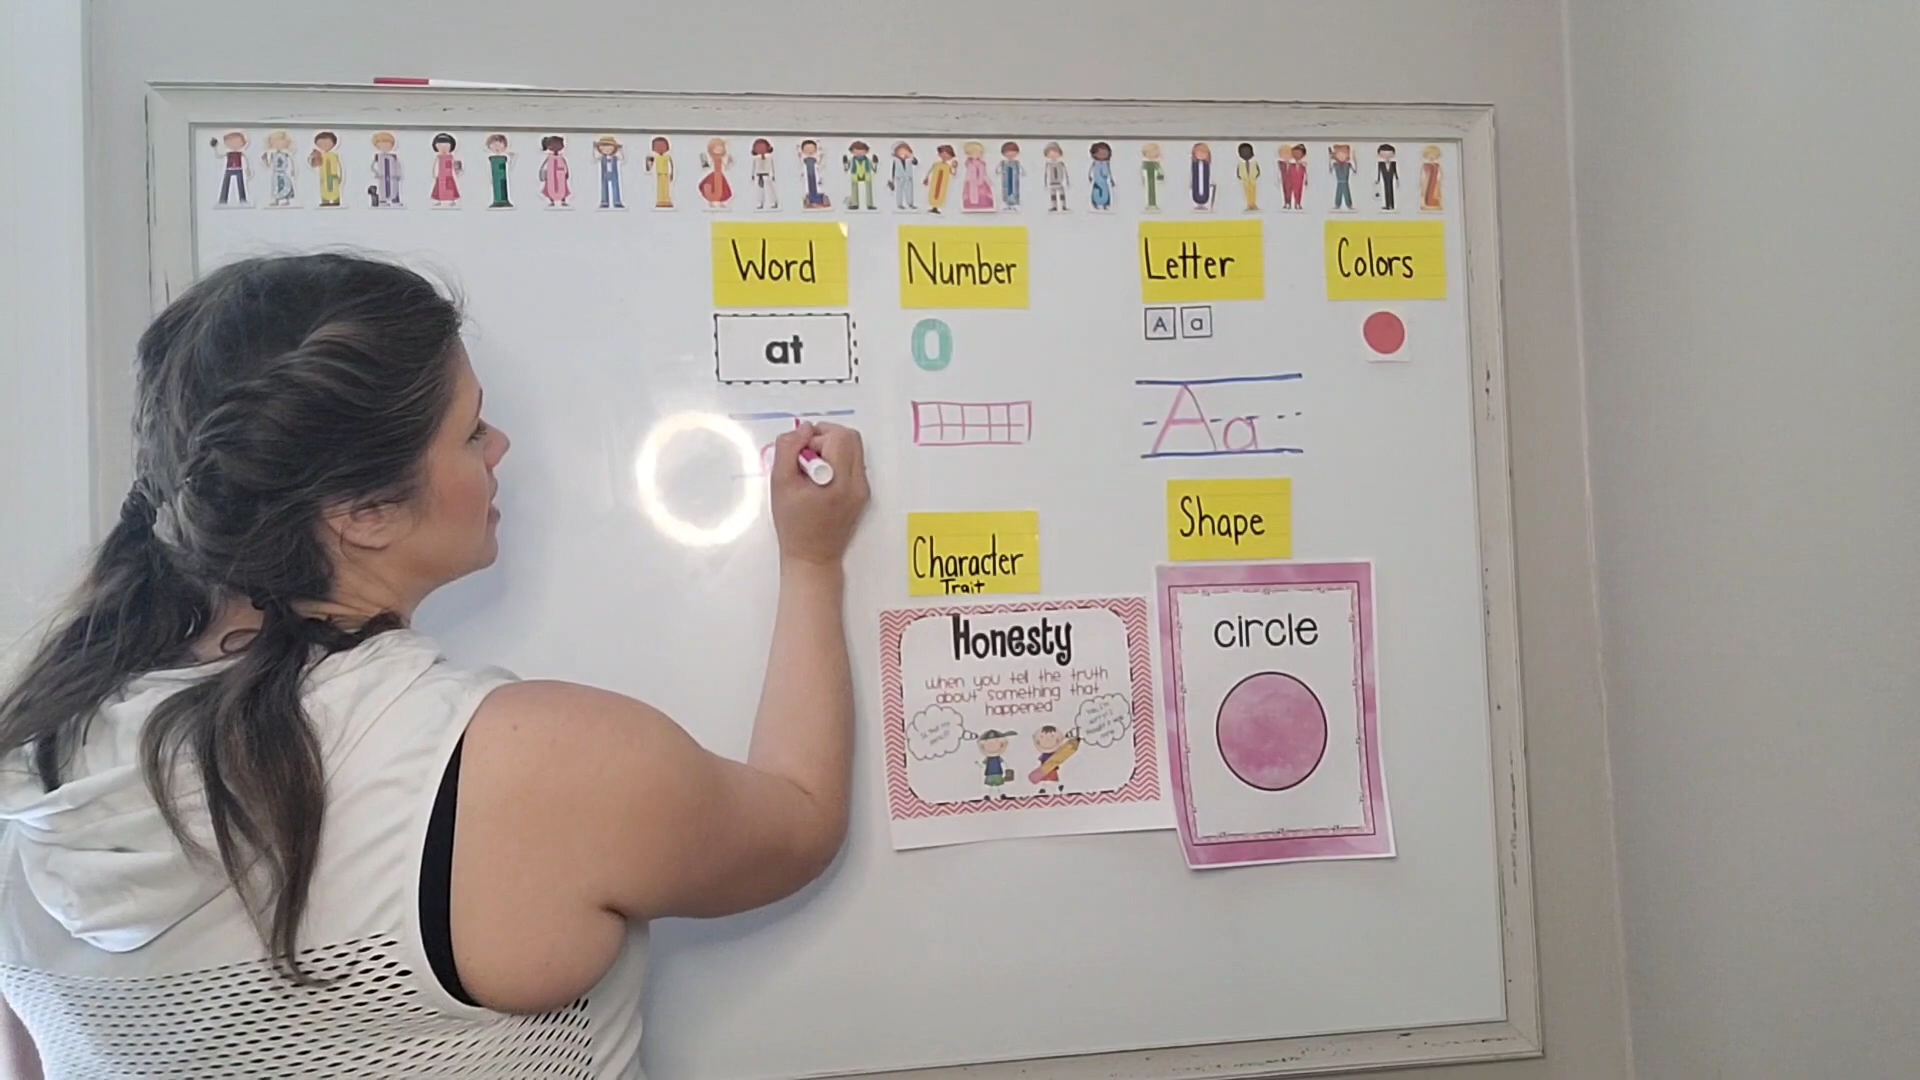 A B C D E F G H I J K L M N O P Q R S T U V W X Y Z
Word
Number
Letter
Colors
at
0
A a
Aa
a
Character
Trait
Shape
Honesty
when you tell the truth
about something that
happened
circle